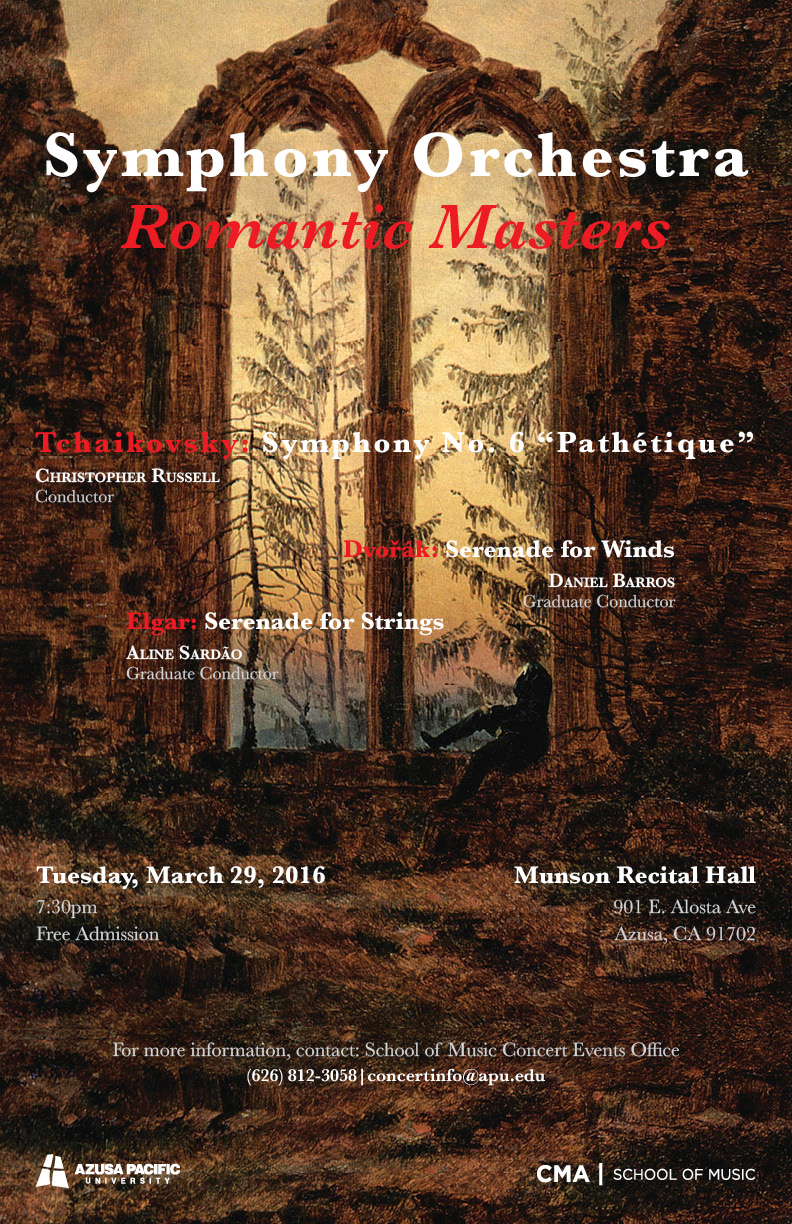 Symphony Orchestra
Romantic Masters
Tchaikovsky: Symphony No. 6 “Pathétique”
Christopher Russell
Conductor
Dvořák: Serenade for Winds
Daniel Barros
Graduate Conductor
Elgar: Serenade for Strings
Aline Sardão
Graduate Conductor
Tuesday, March 29, 2016
7:30pm
Free Admission
Munson Recital Hall
901 E. Alosta Ave
Azusa, CA 91702
For more information, contact: School of Music Concert Events Office
(626) 812-3058 | concertinfo@apu.edu
AZUSA PACIFIC
UNIVERSITY
CMA | SCHOOL OF MUSIC